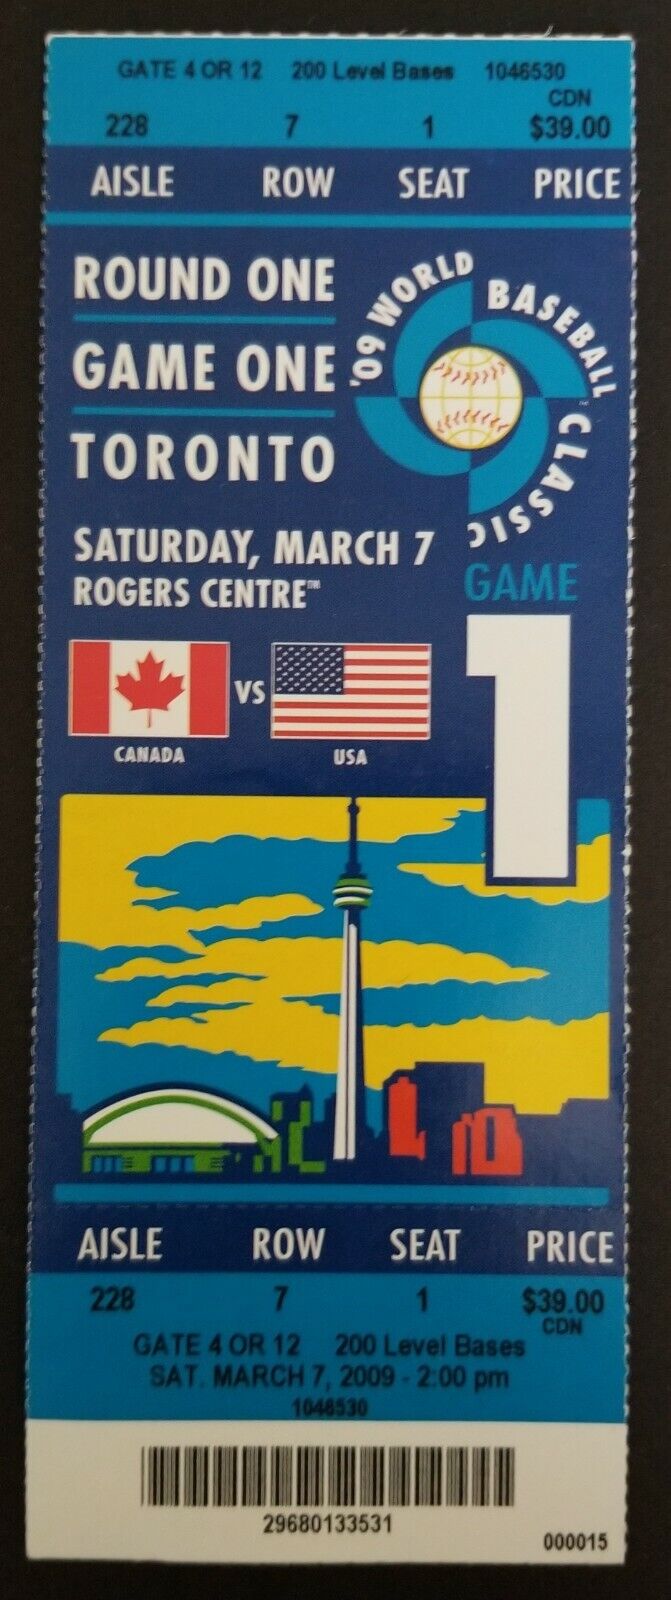 GATE 4 OR 12 200 Level Bases 1046530
CDN
228 7 1 $39.00
AISLE ROW SEAT PRICE
ROUND ONE
GAME ONE
TORONTO
'09 WORLD BASEBALL CLASSIC
SATURDAY, MARCH 7
ROGERS CENTRE™
GAME
1
VS
CANADA USA
AISLE ROW SEAT PRICE
228 7 1 $39.00
CDN
GATE 4 OR 12 200 Level Bases
SAT. MARCH 7, 2009 - 2:00 pm
1046530
29680133531
000015